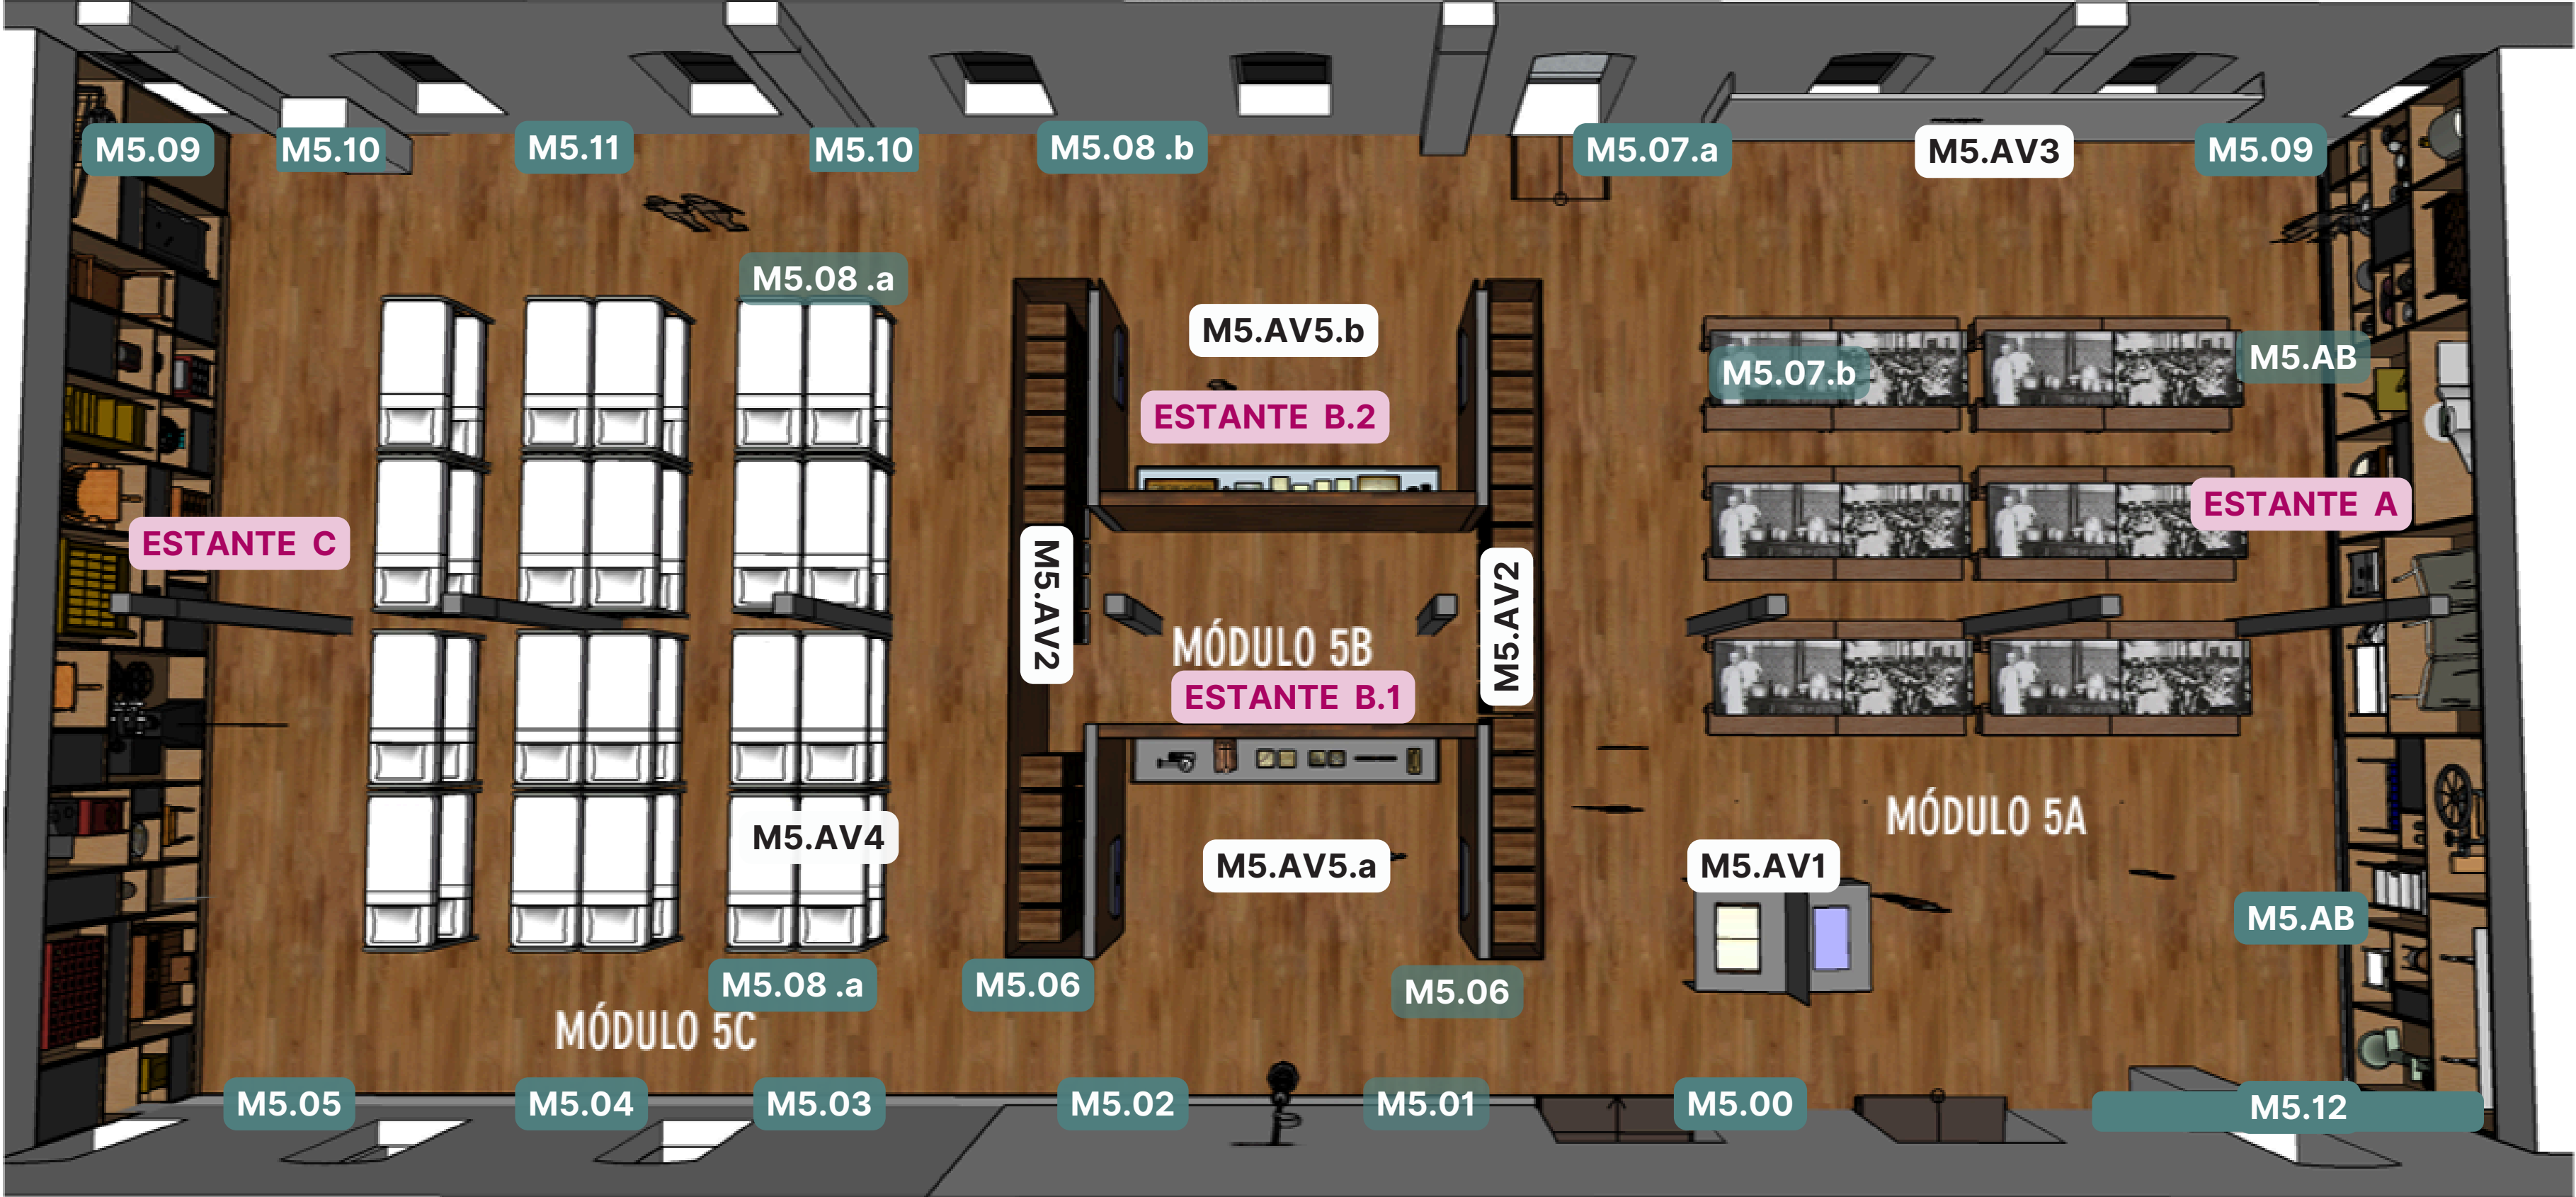 M5.09
M5.10
M5.11
M5.10
M5.08 .b
M5.07.a
M5.AV3
M5.09
M5.08 .a
M5.AV5.b
M5.AB
M5.07.b
ESTANTE B.2
ESTANTE A
ESTANTE C
M5.AV2
M5.AV2
MÓDULO 5B
ESTANTE B.1
MÓDULO 5A
M5.AV4
M5.AV5.a
M5.AV1
M5.AB
M5.08 .a
M5.06
M5.06
MÓDULO 5C
M5.05
M5.04
M5.03
M5.02
M5.01
M5.00
M5.12